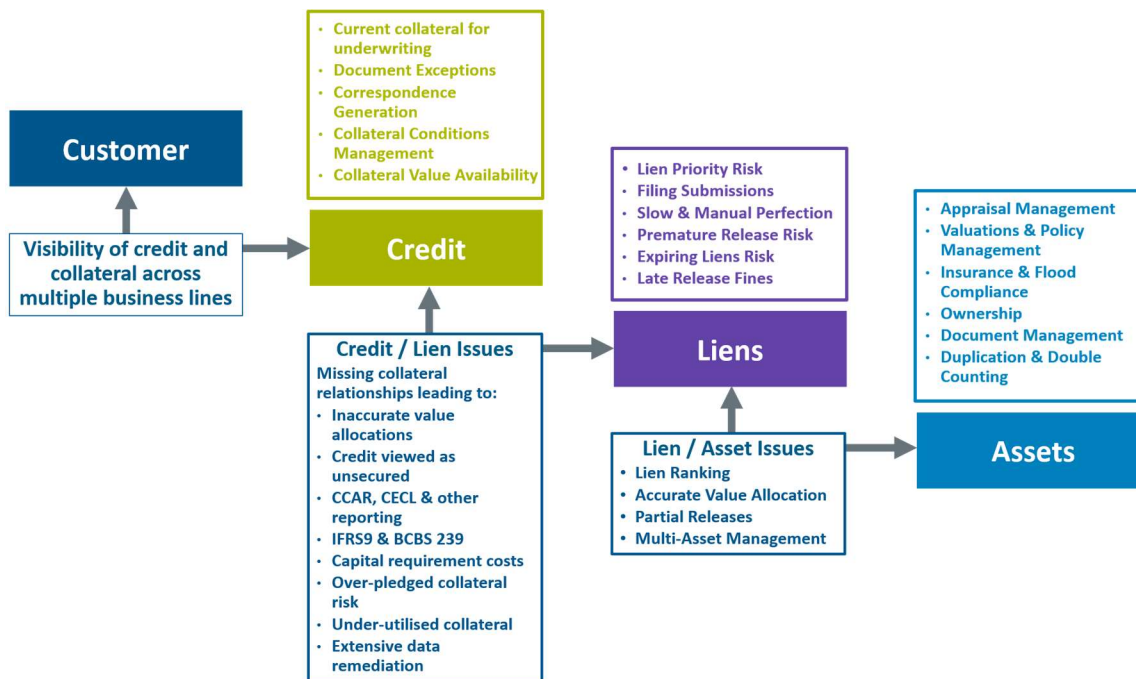 • Current collateral for
underwriting
• Document Exceptions
• Correspondence
Generation
• Collateral Conditions
Management
• Collateral Value Availability
Customer
Visibility of credit and
collateral across
multiple business lines
Credit
• Lien Priority Risk
• Filing Submissions
• Slow & Manual Perfection
• Premature Release Risk
• Expiring Liens Risk
• Late Release Fines
Credit / Lien Issues
Missing collateral
relationships leading to:
• Inaccurate value
allocations
• Credit viewed as
unsecured
• CCAR, CECL & other
reporting
• IFRS9 & BCBS 239
• Capital requirement costs
• Over-pledged collateral
risk
• Under-utilised collateral
• Extensive data
remediation
Liens
• Appraisal Management
• Valuations & Policy
Management
• Insurance & Flood
Compliance
• Ownership
• Document Management
• Duplication & Double
Counting
Lien / Asset Issues
• Lien Ranking
• Accurate Value Allocation
• Partial Releases
• Multi-Asset Management
Assets